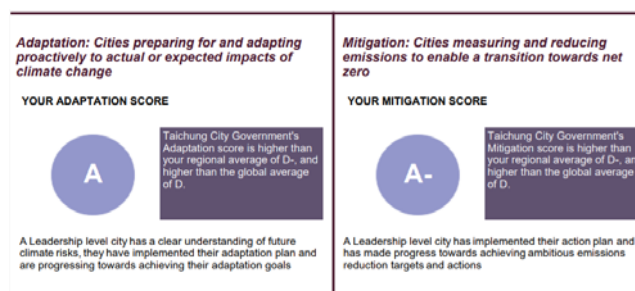 Adaptation: Cities preparing for and adapting
proactively to actual or expected impacts of
climate change
YOUR ADAPTATION SCORE
A
Taichung City Government's
Adaptation score is higher than
your regional average of D-, and
higher than the global average
of D.
A Leadership level city has a clear understanding of future
climate risks, they have implemented their adaptation plan and
are progressing towards achieving their adaptation goals
Mitigation: Cities measuring and reducing
emissions to enable a transition towards net
zero
YOUR MITIGATION SCORE
A-
Taichung City Government's
Mitigation score is higher than
your regional average of D-,
higher than the global average
of D.
A Leadership level city has implemented their action plan and
has made progress towards achieving ambitious emissions
reduction targets and actions